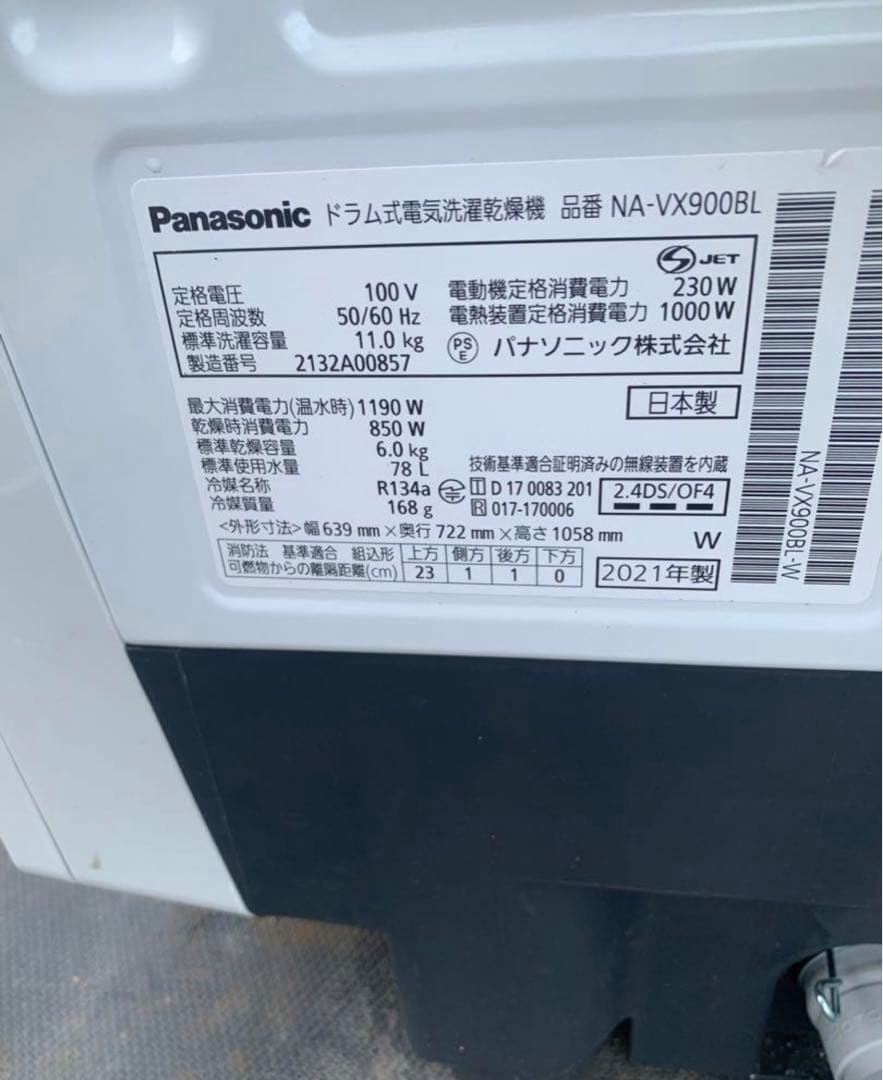 Panasonic ドラム式電気洗濯乾燥機 品番 NA-VX900BL
S JET
定格電圧 100 V 電動機定格消費電力 230 W
定格周波数 50/60 Hz 電熱装置定格消費電力 1000 W
標準洗濯容量 11.0 kg PSE パナソニック株式会社
製造番号 2132A00857
最大消費電力(温水時) 1190 W 日本製
乾燥時消費電力 850 W
標準乾燥容量 6.0 kg
標準使用水量 78 L 技術基準適合証明済みの無線装置を内蔵
冷媒名称 R134a T D 17 0083 201 2.4DS/OF4
冷媒質量 168 g R 017-170006
<外形寸法> 幅 639 mm × 奥行 722 mm × 高さ 1058 mm W
消防法 基準適合 組込形 上方 側方 後方 下方
可燃物からの離隔距離(cm) 23 1 1 0 2021年製
NA-VX900BL-W